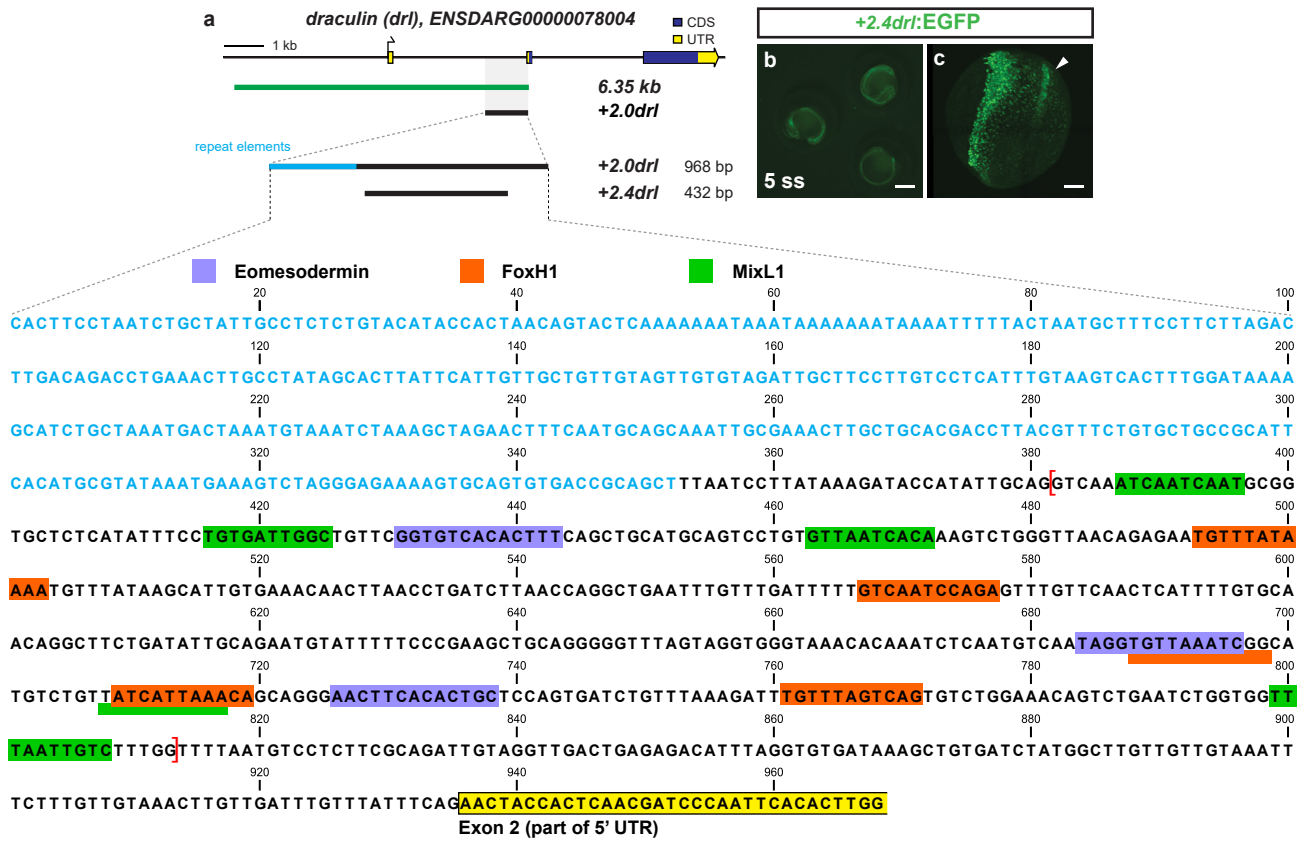 a
draculin (drl), ENSDARG00000078004
CDS
UTR
1 kb
6.35 kb
+2.0drl
repeat elements
+2.0drl 968 bp
+2.4drl 432 bp
+2.4drl:EGFP
b
5 ss
c
Eomesodermin FoxH1 MixL1
20 40 60 80 100
CACTTCCTAATCTGCTATTGCCTCTCTGTACATACCACTAACAGTACTCAAAAAAATAAATAAAAAAATAAAATTTTTACTAATGCTTTCCTTCTTAGAC
120 140 160 180 200
TTGACAGACCTGAAACTTGCCTATAGCACTTATTCATTGTTGCTGTTGTAGTTGTGTAGATTGCTTCCTTGTCCTCATTTGTAAGTCACTTTGGATAAAA
220 240 260 280 300
GCATCTGCTAAATGACTAAATGTAAATCTAAAGCTAGAACTTTCAATGCAGCAAATTGCGAAACTTGCTGCACGACCTTACGTTTCTGTGCTGCCGCATT
320 340 360 380 400
CACATGCGTATAAATGAAAGTCTAGGGAGAAAAGTGCAGTGTGACCGCAGCTTTAATCCTTATAAAGATACCATATTGCAG[GTCAAATCAATCAATGCGG
420 440 460 480 500
TGCTCTCATATTTCCTGTGATTGGCTGTTCGGTGTCACACTTTCAGCTGCATGCAGTCCTGTGTTAATCACAAAGTCTGGGTTAACAGAGAATGTTTATA
520 540 560 580 600
AAATGTTTATAAGCATTGTGAAACAACTTAACCTGATCTTAACCAGGCTGAATTTGTTTGATTTTTGTCAATCCAGAGTTTGTTCAACTCATTTTGTGCA
620 640 660 680 700
ACAGGCTTCTGATATTGCAGAATGTATTTTTCCCGAAGCTGCAGGGGGTTTAGTAGGTGGGTAAACACAAATCTCAATGTCAATAGGTGTTAAATCGGCA
720 740 760 780 800
TGTCTGTTATCATTAAACAGCAGGGAACTTCACACTGCTCCAGTGATCTGTTTAAAGATTTGTTTAGTCAGTGTCTGGAAACAGTCTGAATCTGGTGGTT
820 840 860 880 900
TAATTGTCTTTGG]TTTTAATGTCCTCTTCGCAGATTGTAGGTTGACTGAGAGACATTTAGGTGTGATAAAGCTGTGATCTATGGCTTGTTGTTGTAAATT
920 940 960
TCTTTGTTGTAAACTTGTTGATTTGTTTATTTCAGAACTACCACTCAACGATCCCAATTCACACTTGG
Exon 2 (part of 5' UTR)